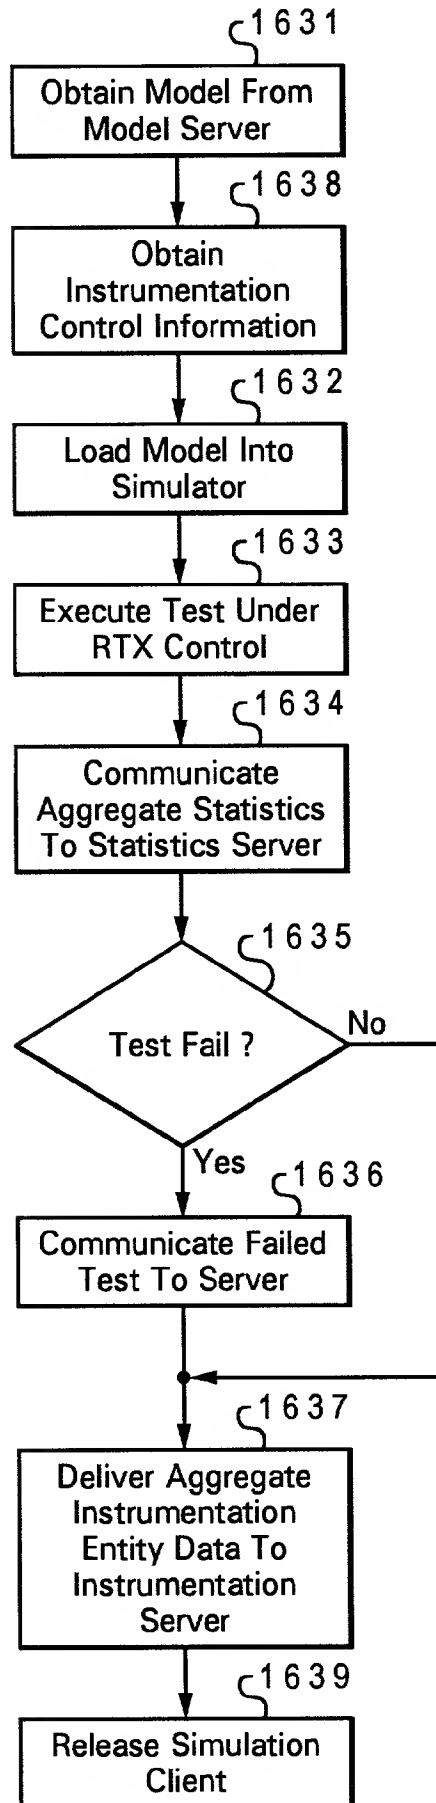 1631
Obtain Model From
Model Server
1638
Obtain
Instrumentation
Control Information
1632
Load Model Into
Simulator
1633
Execute Test Under
RTX Control
1634
Communicate
Aggregate Statistics
To Statistics Server
1635
Test Fail ?
No
Yes
1636
Communicate Failed
Test To Server
1637
Deliver Aggregate
Instrumentation
Entity Data To
Instrumentation
Server
1639
Release Simulation
Client